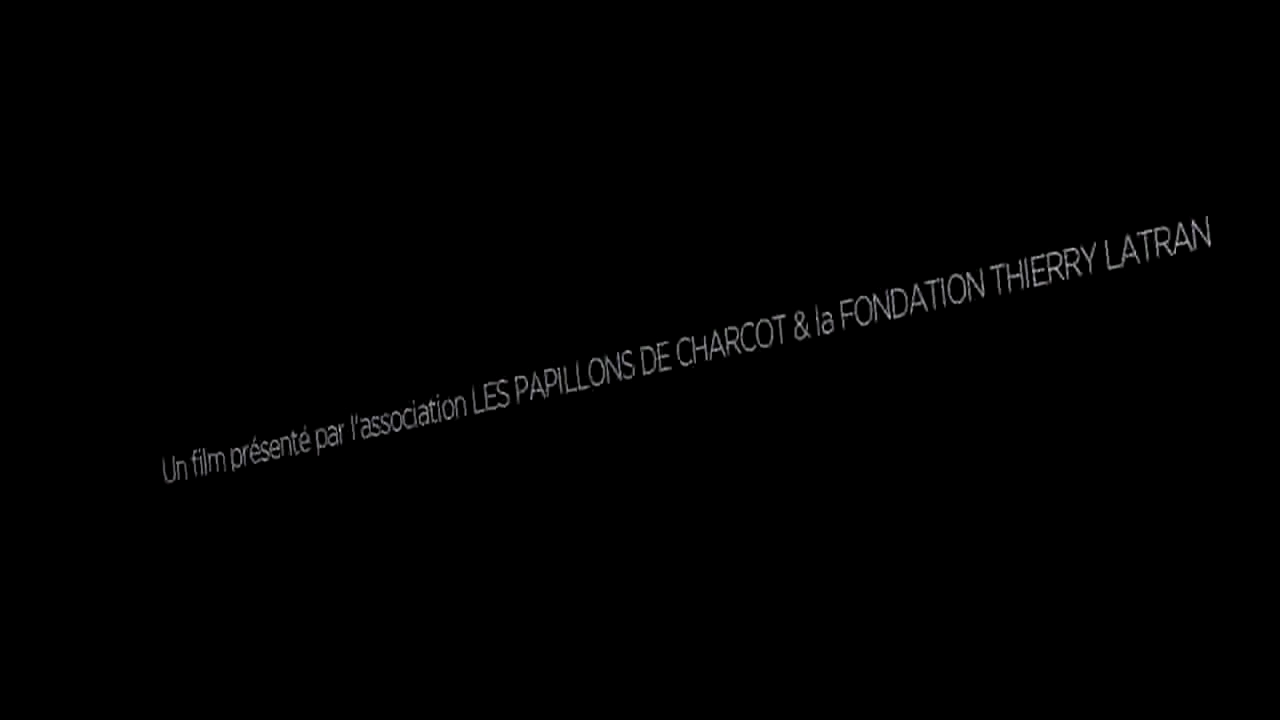 Un film présenté par l'association LES PAPILLONS DE CHARCOT & la FONDATION THIERRY LATRAN